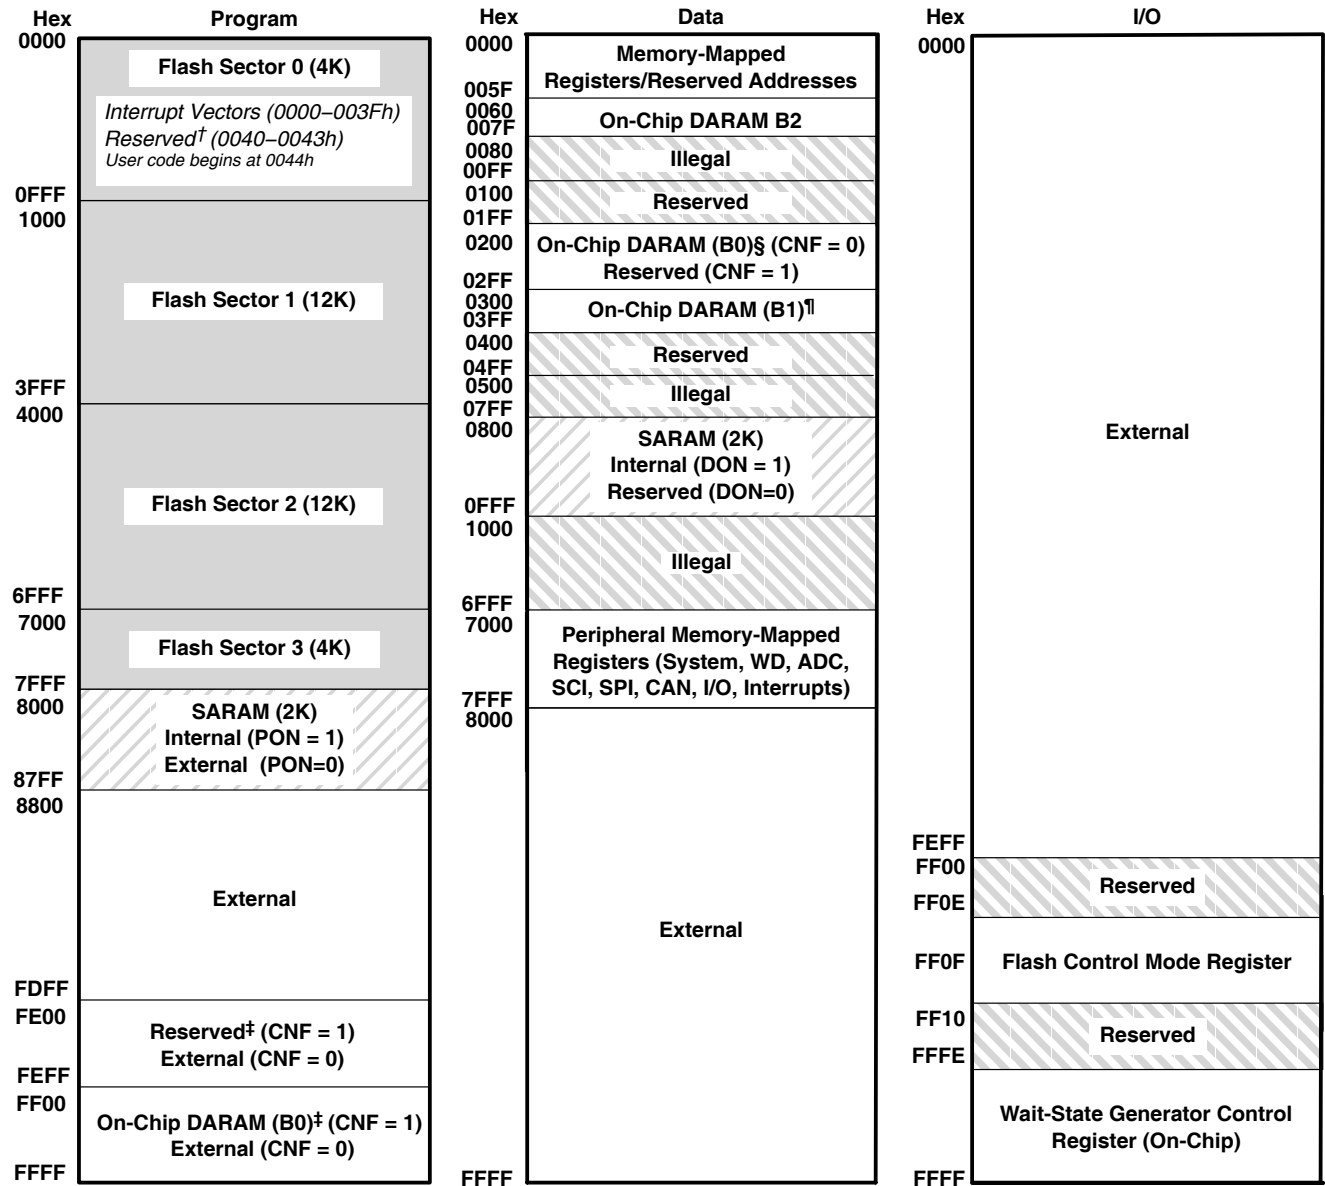 Hex Program
0000
Flash Sector 0 (4K)
Interrupt Vectors (0000–003Fh)
Reserved† (0040–0043h)
User code begins at 0044h
0FFF
1000
Flash Sector 1 (12K)
3FFF
4000
Flash Sector 2 (12K)
6FFF
7000
Flash Sector 3 (4K)
7FFF
8000
SARAM (2K)
Internal (PON = 1)
External (PON=0)
87FF
8800
External
FDFF
FE00
Reserved‡ (CNF = 1)
External (CNF = 0)
FEFF
FF00
On-Chip DARAM (B0)‡ (CNF = 1)
External (CNF = 0)
FFFF
Hex Data
0000
Memory-Mapped
Registers/Reserved Addresses
005F
0060
On-Chip DARAM B2
007F
0080
Illegal
00FF
0100
Reserved
01FF
0200
On-Chip DARAM (B0)§ (CNF = 0)
Reserved (CNF = 1)
02FF
0300
On-Chip DARAM (B1)¶
03FF
0400
Reserved
04FF
0500
Illegal
07FF
0800
SARAM (2K)
Internal (DON = 1)
Reserved (DON=0)
0FFF
1000
Illegal
6FFF
7000
Peripheral Memory-Mapped
Registers (System, WD, ADC,
SCI, SPI, CAN, I/O, Interrupts)
7FFF
8000
External
FFFF
Hex I/O
0000
External
FEFF
FF00
Reserved
FF0E
FF0F Flash Control Mode Register
FF10
Reserved
FFFE
Wait-State Generator Control
Register (On-Chip)
FFFF